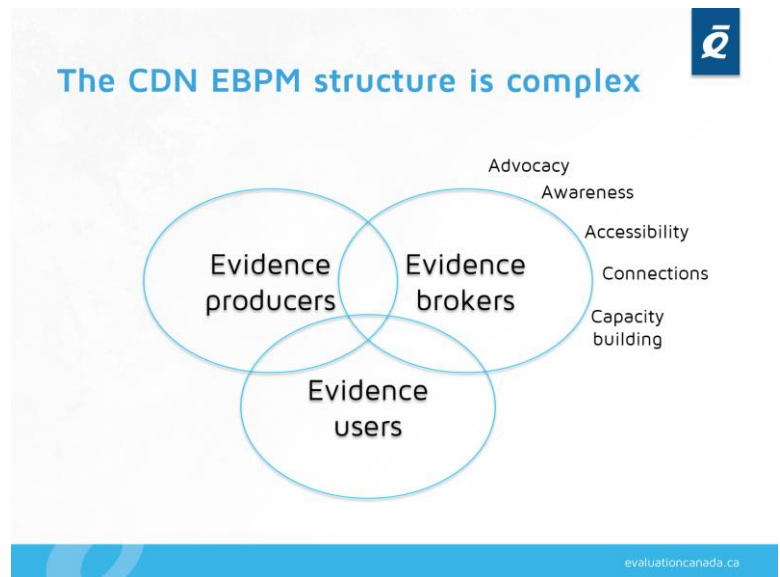 ē
The CDN EBPM structure is complex
Advocacy
Awareness
Accessibility
Connections
Capacity
building
Evidence
producers
Evidence
brokers
Evidence
users
evaluationcanada.ca